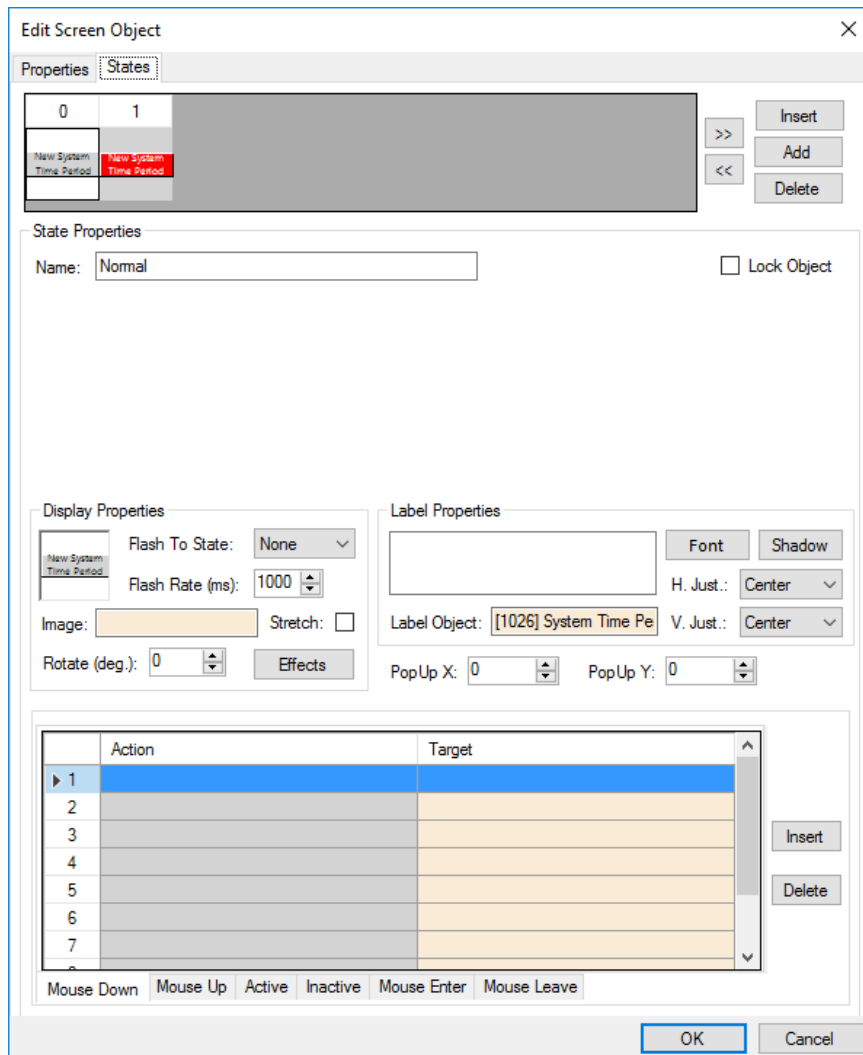 Edit Screen Object
Properties States
0 1
New System
Time Period
New System
Time Period
>>
<<
Insert
Add
Delete
State Properties
Name: Normal
Lock Object
Display Properties
New System
Time Period
Flash To State: None
Flash Rate (ms): 1000
Image:
Stretch:
Rotate (deg.): 0
Effects
Label Properties
Font Shadow
H. Just.: Center
Label Object: [1026] System Time Pe
V. Just.: Center
PopUp X: 0
PopUp Y: 0
Action Target
1
2
3
4
5
6
7
Insert
Delete
Mouse Down Mouse Up Active Inactive Mouse Enter Mouse Leave
OK Cancel